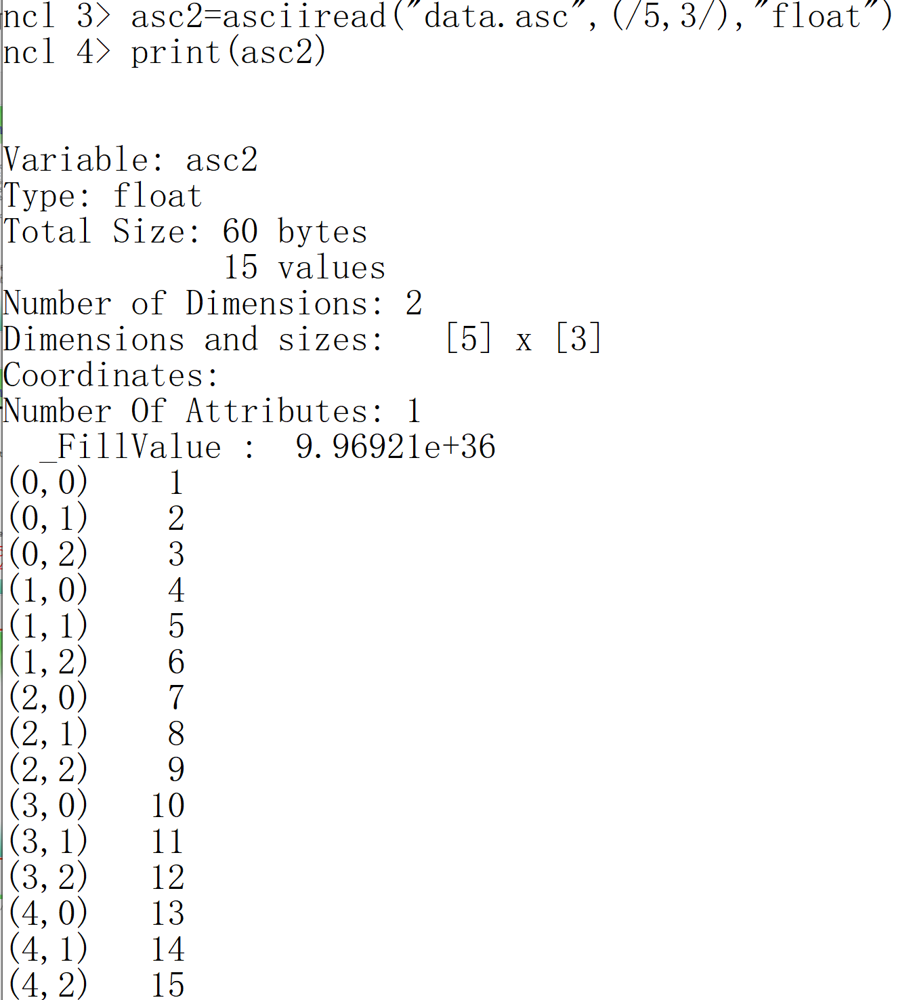 ncl 3> asc2=asciiread("data.asc",(/5,3/),"float")
ncl 4> print(asc2)
Variable: asc2
Type: float
Total Size: 60 bytes
            15 values
Number of Dimensions: 2
Dimensions and sizes:   [5] x [3]
Coordinates:
Number Of Attributes: 1
  _FillValue :  9.96921e+36
(0,0)    1
(0,1)    2
(0,2)    3
(1,0)    4
(1,1)    5
(1,2)    6
(2,0)    7
(2,1)    8
(2,2)    9
(3,0)   10
(3,1)   11
(3,2)   12
(4,0)   13
(4,1)   14
(4,2)   15